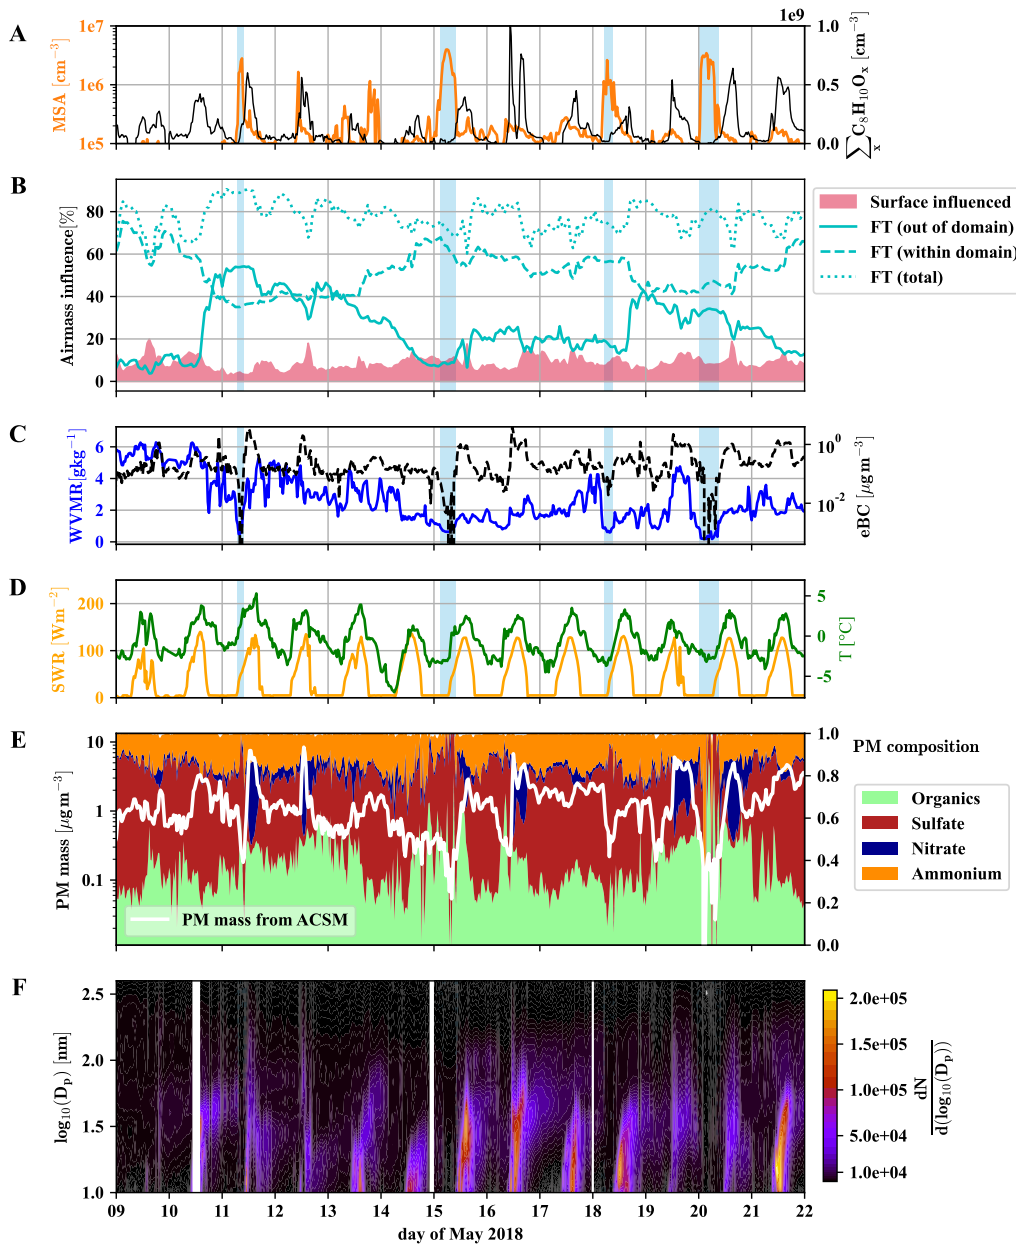 A
MSA [cm−3]
1e7
1e6
1e5
1e9
1.0
0.5
0.0
∑x C8H10Ox [cm−3]
B
Airmass influence[%]
80
60
40
20
0
Surface influenced
FT (out of domain)
FT (within domain)
FT (total)
C
WVMR[gkg−1]
6
4
2
0
10^0
10^−2
eBC [μg m−3]
D
SWR [Wm−2]
200
100
0
5
0
-5
T [°C]
E
PM mass [μg m−3]
10
1
0.1
1.0
0.8
0.6
0.4
0.2
0.0
PM mass from ACSM
PM composition
Organics
Sulfate
Nitrate
Ammonium
F
log10(Dp) [nm]
2.5
2.0
1.5
1.0
09 10 11 12 13 14 15 16 17 18 19 20 21 22
day of May 2018
2.0e+05
1.5e+05
1.0e+05
5.0e+04
1.0e+04
dN
d(log10(Dp))